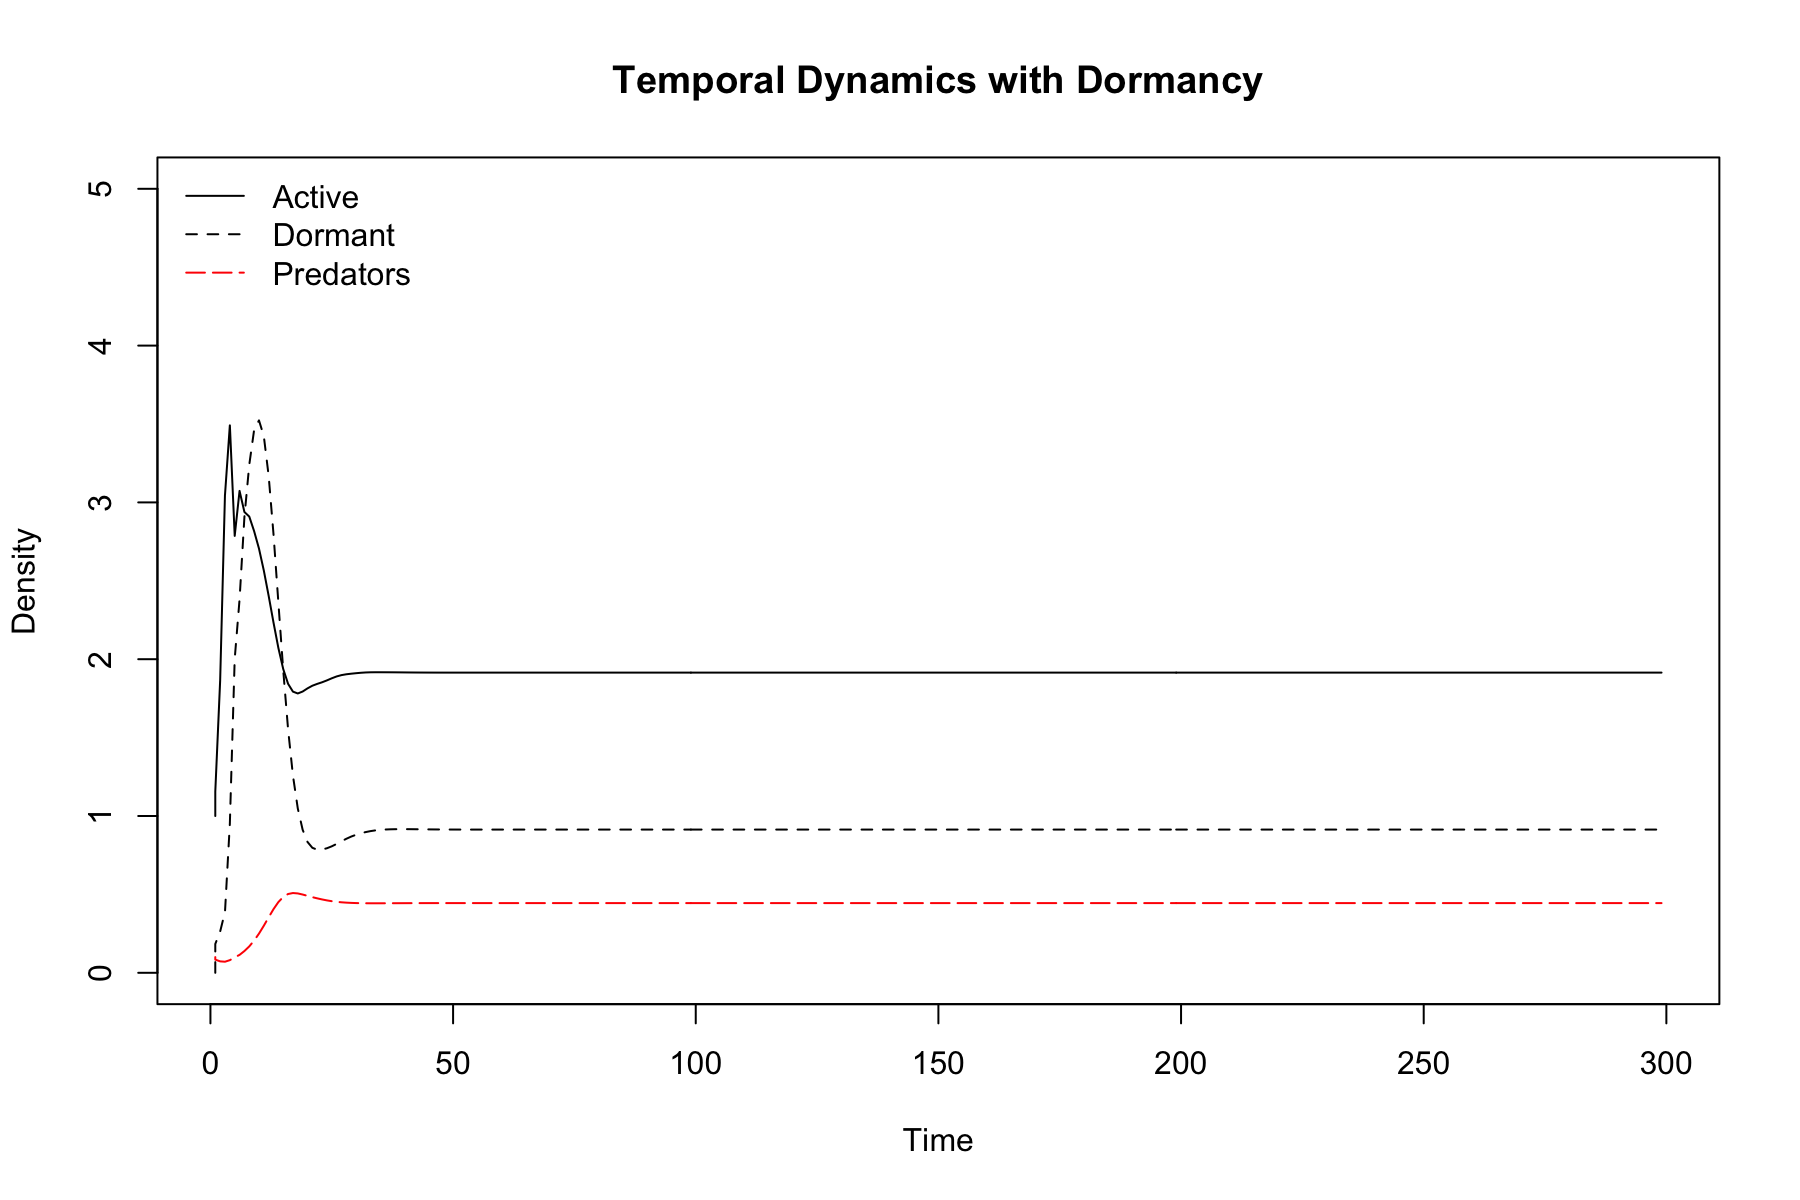 Temporal Dynamics with Dormancy
Active
Dormant
Predators
5
4
3
2
1
0
Density
0 50 100 150 200 250 300
Time